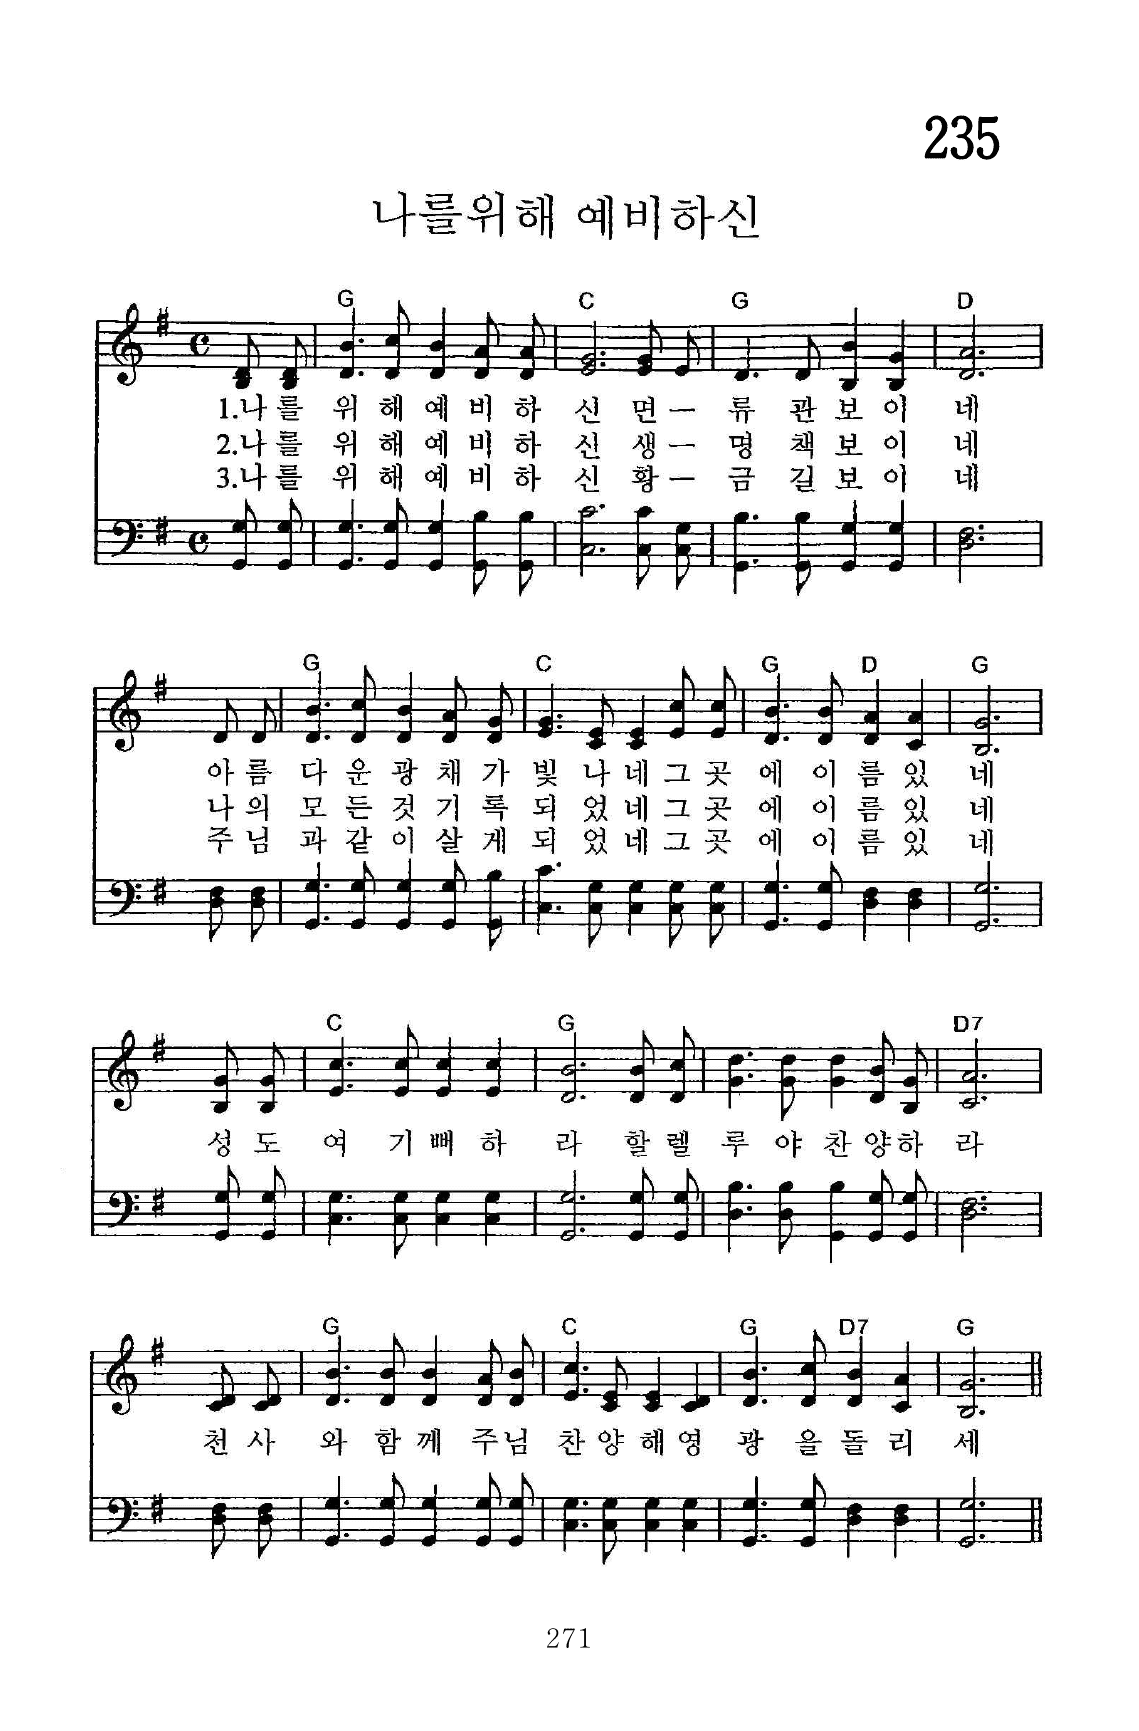 235
나를위해 예비하신
G C G D
1.나를 위해예비하 신면ㅡ 류관보이 네
2.나를 위해예비하 신생ㅡ 명책보이 네
3.나를 위해예비하 신황ㅡ 금길보이 네
G C G D G
아름 다운광채가 빛나네그곳 에이름있 네
나의 모든것기록 되었네그곳 에이름있 네
주님 과같이살게 되었네그곳 에이름있 네
C G D7
성도 여기뻐하 라할렐 루야찬양하 라
G C G D7 G
천사 와함께주님 찬양해영 광을돌리 세
271